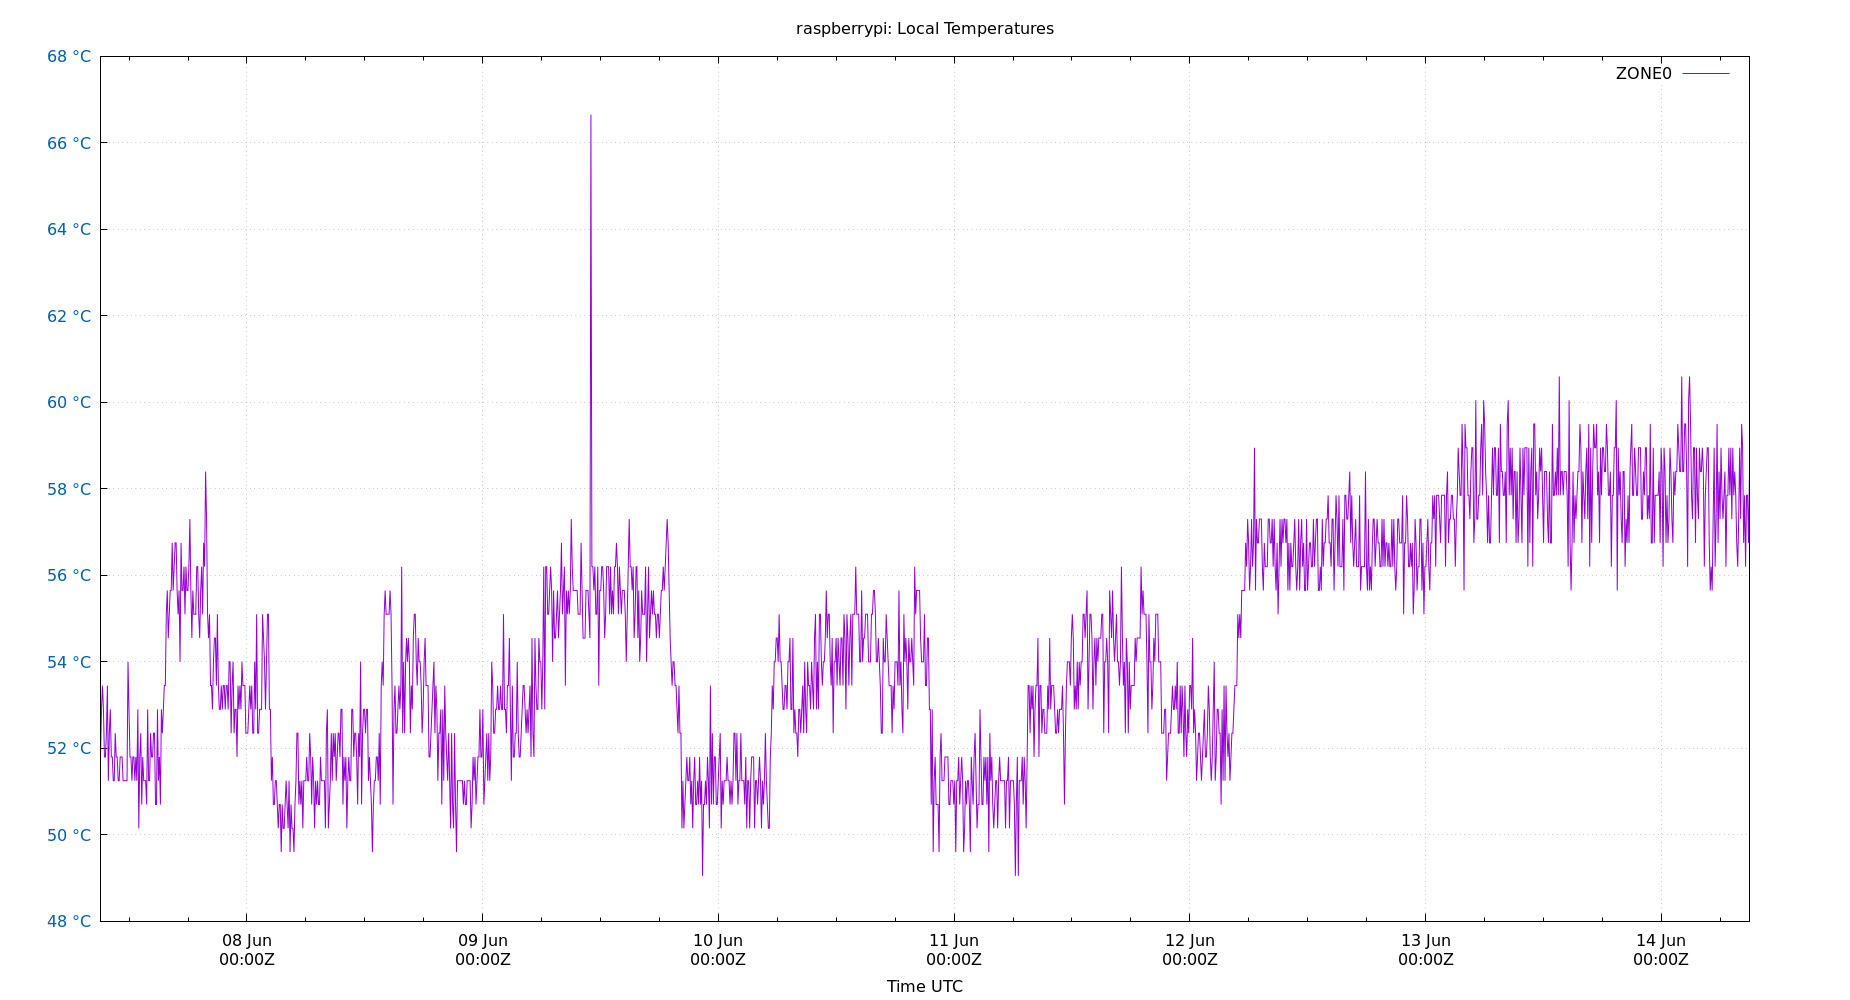 raspberrypi: Local Temperatures
ZONE0
68 °C
66 °C
64 °C
62 °C
60 °C
58 °C
56 °C
54 °C
52 °C
50 °C
48 °C
08 Jun 09 Jun 10 Jun 11 Jun 12 Jun 13 Jun 14 Jun
00:00Z 00:00Z 00:00Z 00:00Z 00:00Z 00:00Z 00:00Z
Time UTC